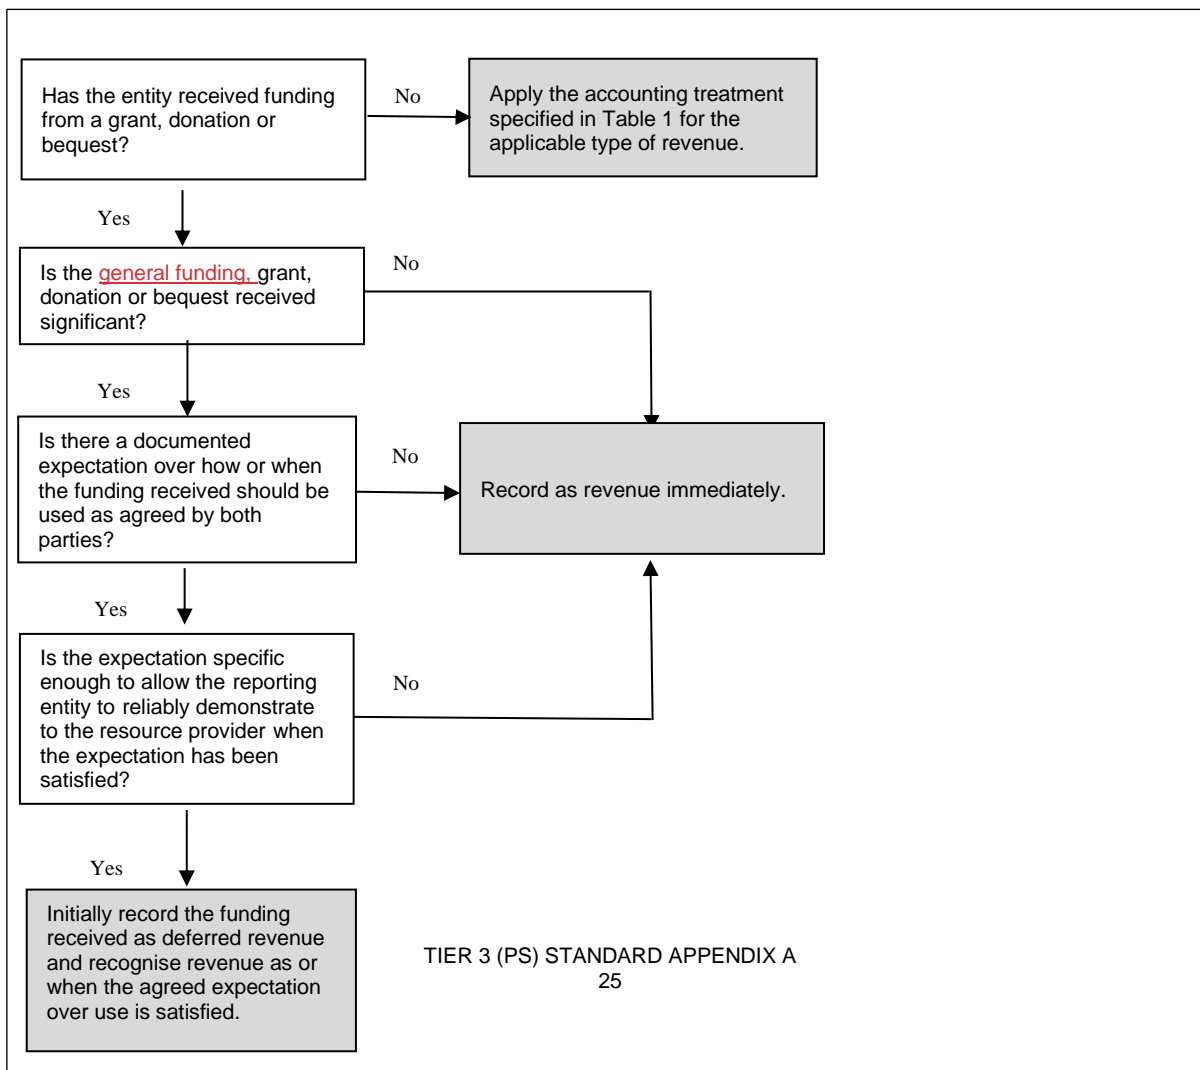 Has the entity received funding
from a grant, donation or
bequest?
No
Apply the accounting treatment
specified in Table 1 for the
applicable type of revenue.
Yes
Is the general funding, grant,
donation or bequest received
significant?
No
Yes
Is there a documented
expectation over how or when
the funding received should be
used as agreed by both
parties?
No
Record as revenue immediately.
Yes
Is the expectation specific
enough to allow the reporting
entity to reliably demonstrate
to the resource provider when
the expectation has been
satisfied?
No
Yes
Initially record the funding
received as deferred revenue
and recognise revenue as or
when the agreed expectation
over use is satisfied.
TIER 3 (PS) STANDARD APPENDIX A
25